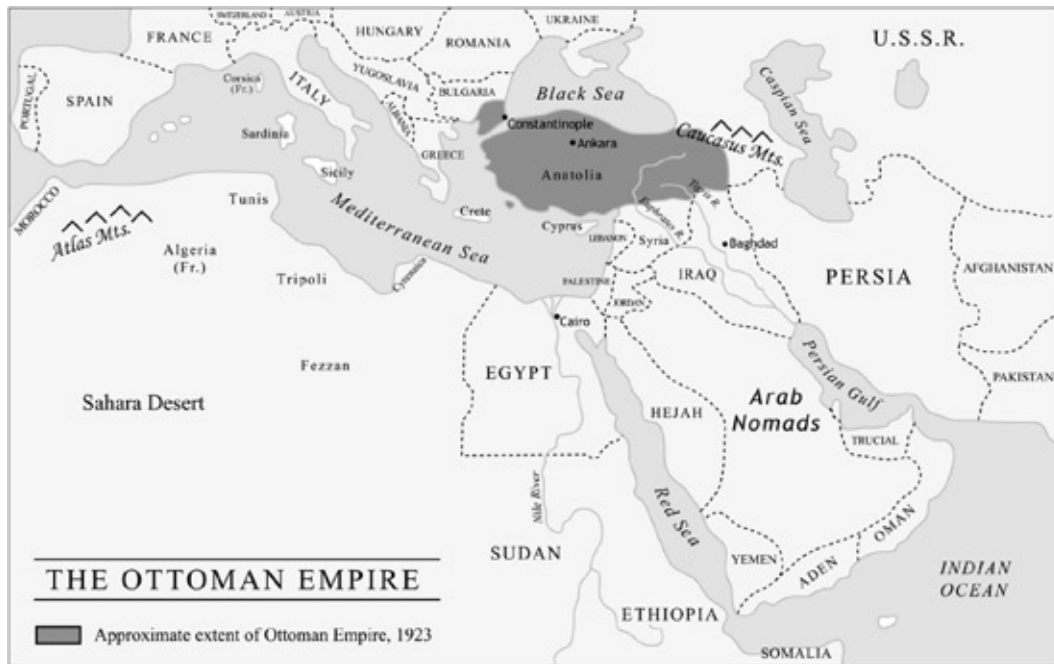 SWITZERLAND
AUSTRIA
UKRAINE
FRANCE
HUNGARY
ROMANIA
U.S.S.R.
PORTUGAL
SPAIN
Corsica
(Fr.)
ITALY
YUGOSLAVIA
BULGARIA
Black Sea
Caspian Sea
ALBANIA
Constantinople
Caucasus Mts.
Sardinia
Ankara
GREECE
Sicily
Anatolia
MOROCCO
Atlas Mts.
Tunis
Mediterranean Sea
Crete
Cyprus
Euphrates R.
Tigris R.
LEBANON
Syria
Baghdad
Algeria
(Fr.)
Tripoli
PALESTINE
IRAQ
PERSIA
AFGHANISTAN
JORDAN
Cairo
Fezzan
EGYPT
Persian Gulf
PAKISTAN
Sahara Desert
HEJAH
Arab
Nomads
TRUCIAL
Nile River
Red Sea
OMAN
SUDAN
YEMEN
ADEN
INDIAN
OCEAN
THE OTTOMAN EMPIRE
ETHIOPIA
Approximate extent of Ottoman Empire, 1923
SOMALIA